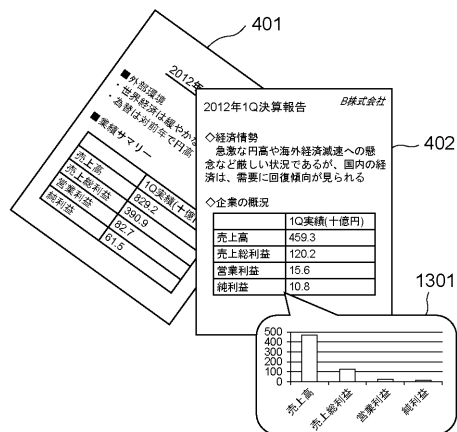 401
2012年
■外部環境
・世界経済は緩やかな
・為替は対前年で円高
■業績サマリー
1Q実績(十億円
売上高 829.2
売上総利益 390.9
営業利益 82.7
純利益 61.5
402
B株式会社
2012年1Q決算報告
◇経済情勢
急激な円高や海外経済減速への懸
念など厳しい状況であるが、国内の経
済は、需要に回復傾向が見られる
◇企業の概況
1Q実績(十億円)
売上高 459.3
売上総利益 120.2
営業利益 15.6
純利益 10.8
1301
500
400
300
200
100
0
売上高
売上総利益
営業利益
純利益